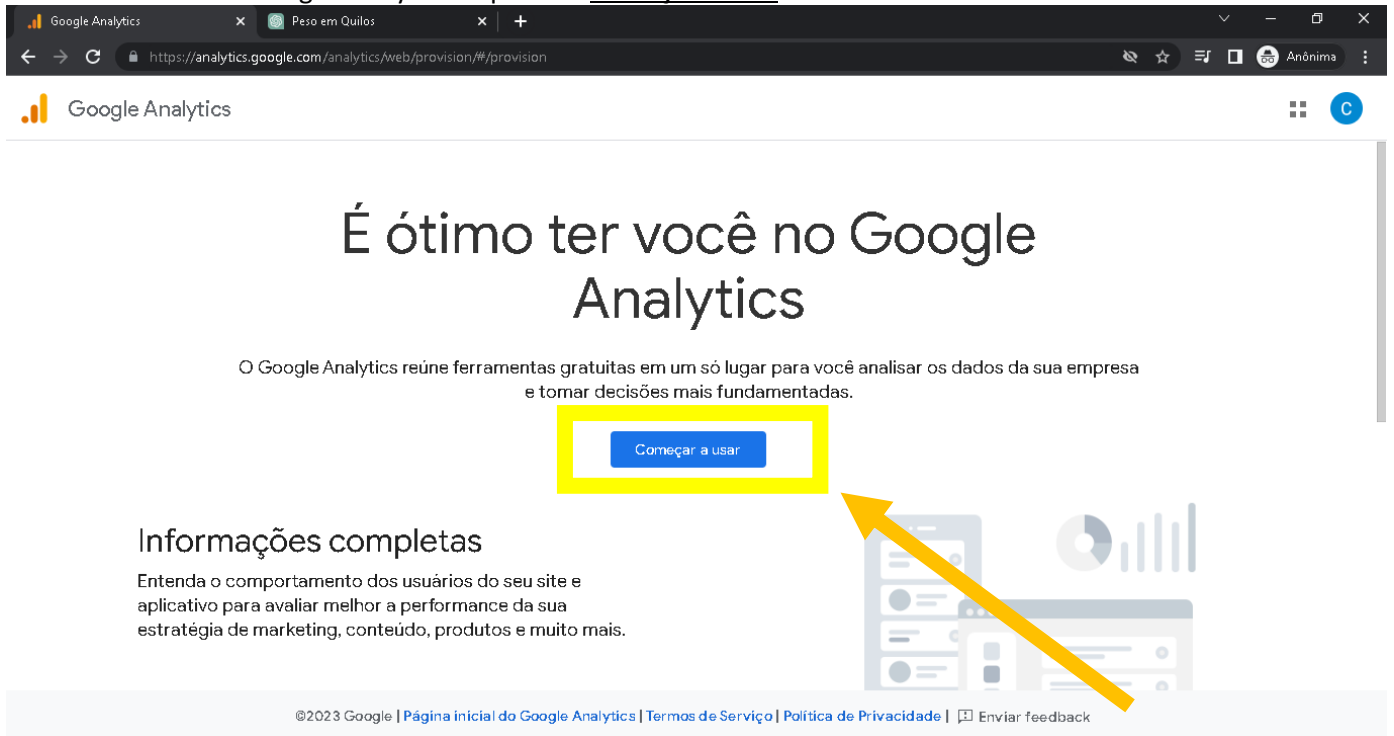 Google Analytics
Peso em Quilos
https://analytics.google.com/analytics/web/provision/#/provision
Anônima
Google Analytics
C
É ótimo ter você no Google
Analytics
O Google Analytics reúne ferramentas gratuitas em um só lugar para você analisar os dados da sua empresa
e tomar decisões mais fundamentadas.
Começar a usar
Informações completas
Entenda o comportamento dos usuários do seu site e
aplicativo para avaliar melhor a performance da sua
estratégia de marketing, conteúdo, produtos e muito mais.
©2023 Google | Página inicial do Google Analytics | Termos de Serviço | Política de Privacidade | Enviar feedback